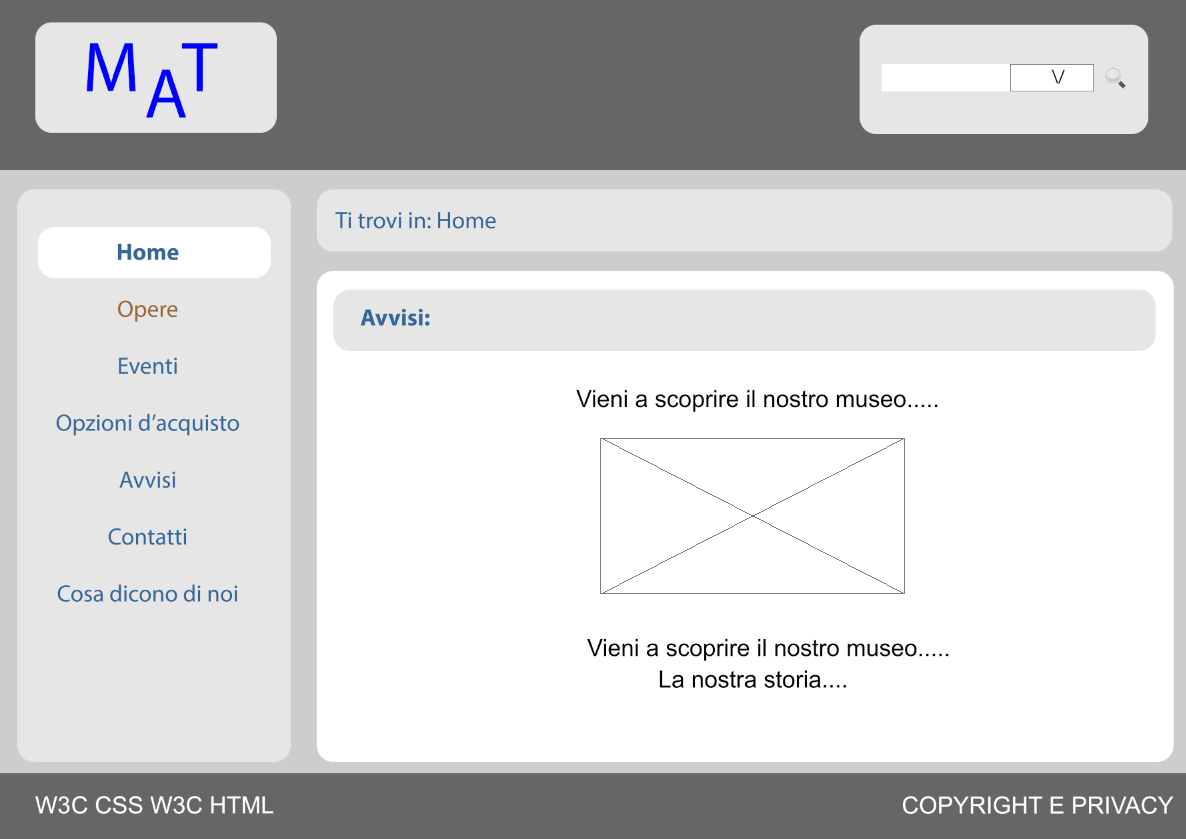 MAT
\/
Home
Opere
Eventi
Opzioni d'acquisto
Avvisi
Contatti
Cosa dicono di noi
Ti trovi in: Home
Avvisi:
Vieni a scoprire il nostro museo.....
Vieni a scoprire il nostro museo.....
La nostra storia....
W3C CSS W3C HTML
COPYRIGHT E PRIVACY